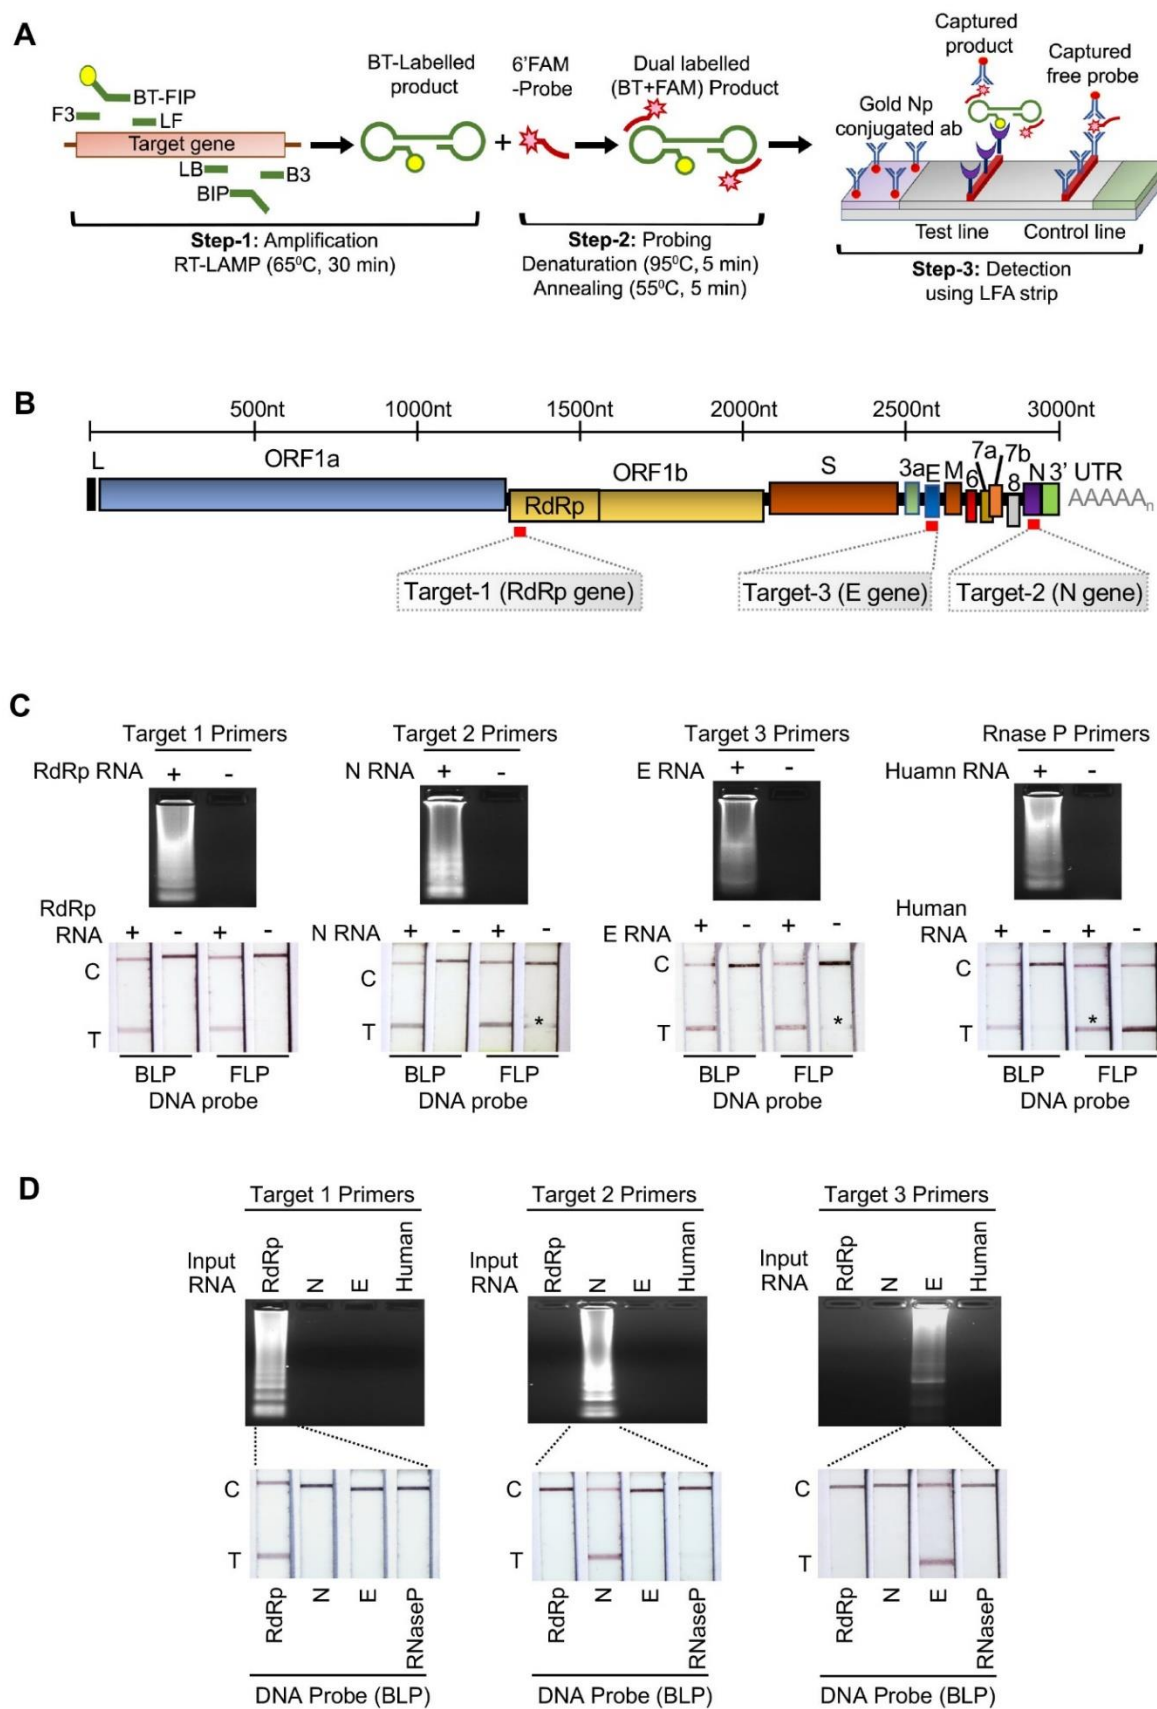 A
BT-FIP
F3
LF
Target gene
LB
B3
BIP
BT-Labelled
product
+
6'FAM
-Probe
Dual labelled
(BT+FAM) Product
Captured
product
Captured
free probe
Gold Np
conjugated ab
Test line
Control line
Step-1: Amplification
RT-LAMP (65⁰C, 30 min)
Step-2: Probing
Denaturation (95⁰C, 5 min)
Annealing (55⁰C, 5 min)
Step-3: Detection
using LFA strip
B
500nt 1000nt 1500nt 2000nt 2500nt 3000nt
L ORF1a ORF1b S 3a E M 6 7a 7b 8 N 3' UTR
RdRp
AAAAAn
Target-1 (RdRp gene)
Target-3 (E gene)
Target-2 (N gene)
C
Target 1 Primers
RdRp RNA + -
RdRp
RNA + - + -
C
T
BLP FLP
DNA probe
Target 2 Primers
N RNA + -
N RNA + - + -
C
T *
BLP FLP
DNA probe
Target 3 Primers
E RNA + -
E RNA + - + -
C
T *
BLP FLP
DNA probe
Rnase P Primers
Huamn RNA + -
Human
RNA + - + -
C
T *
BLP FLP
DNA probe
D
Target 1 Primers
Input
RNA
RdRp N E Human
C
T
RdRp N E RNaseP
DNA Probe (BLP)
Target 2 Primers
Input
RNA
RdRp N E Human
C
T
RdRp N E RNaseP
DNA Probe (BLP)
Target 3 Primers
Input
RNA
RdRp N E Human
C
T
RdRp N E RNaseP
DNA Probe (BLP)